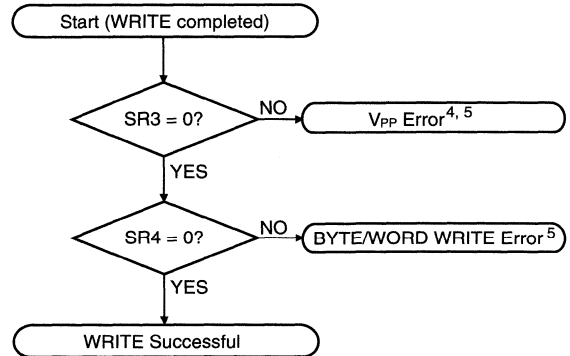 Start (WRITE completed)
SR3 = 0?
NO
VPP Error4, 5
YES
SR4 = 0?
NO
BYTE/WORD WRITE Error5
YES
WRITE Successful